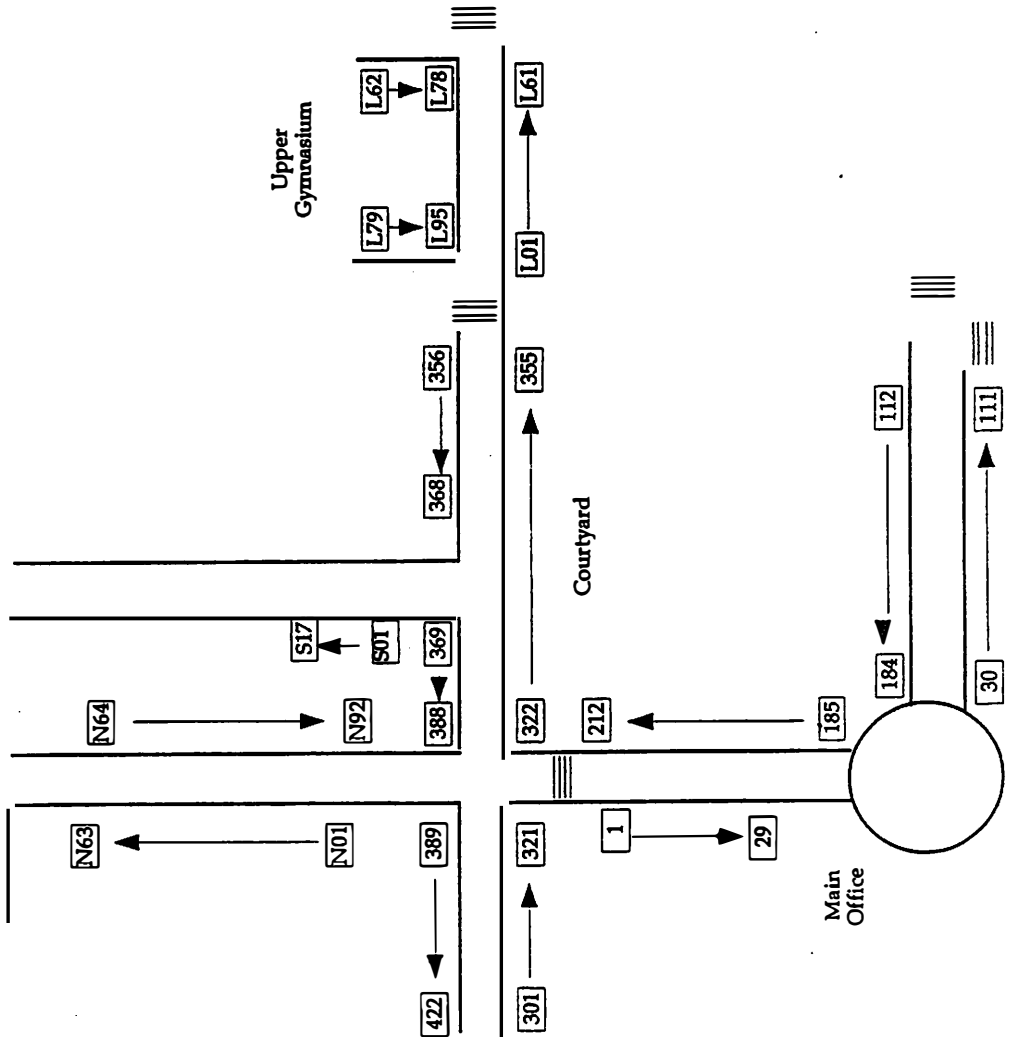 N63
N64
Upper
Gymnasium
S17
N01
N92
S01
L79
L62
422
389
388
369
368
356
L95
L78
301
321
322
355
L01
L61
Courtyard
212
1
29
185
Main
Office
184
112
30
111